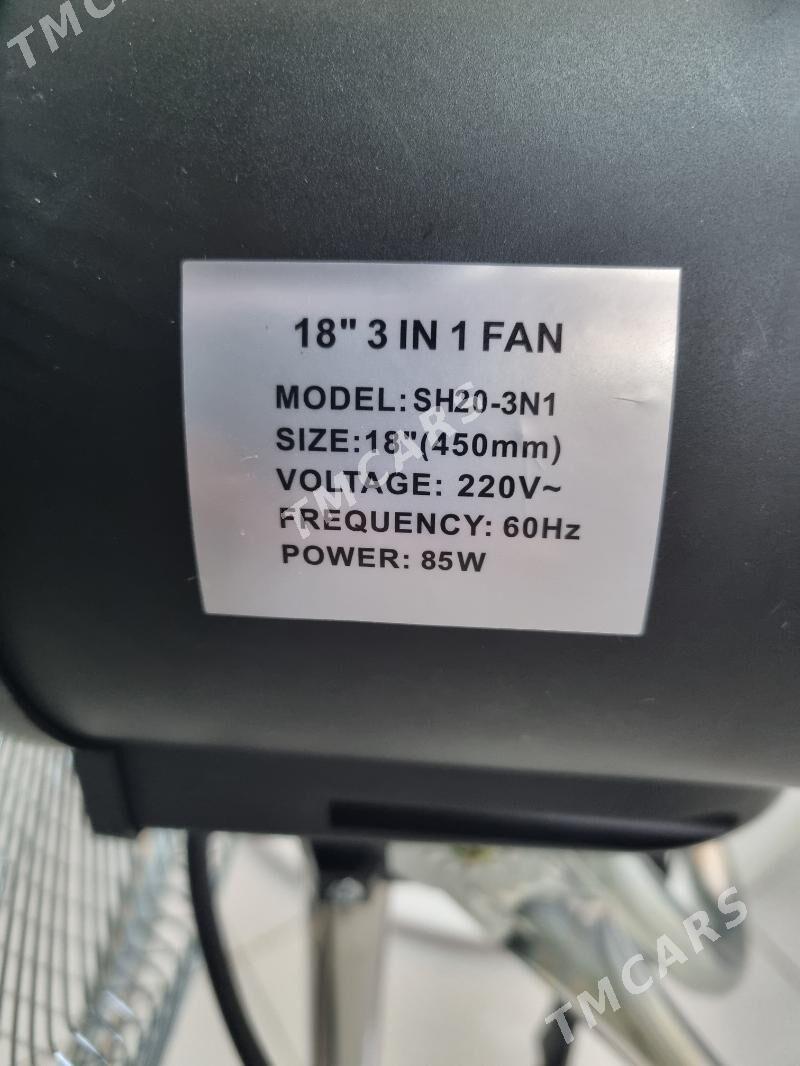 TMCARS
18" 3 IN 1 FAN
MODEL: SH20-3N1
SIZE:18"(450mm)
VOLTAGE: 220V~
FREQUENCY: 60Hz
POWER: 85W
TMCARS
TMCARS